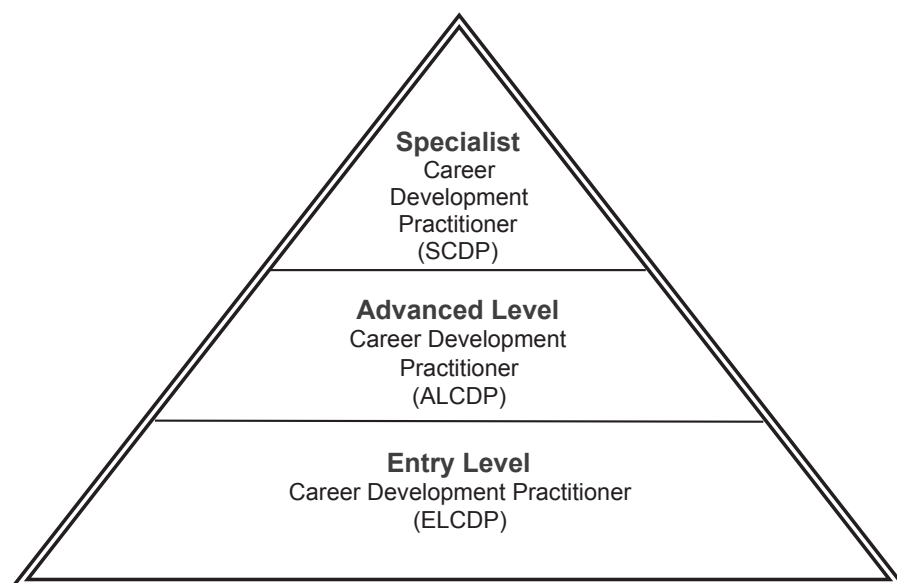 Specialist
Career
Development
Practitioner
(SCDP)
Advanced Level
Career Development
Practitioner
(ALCDP)
Entry Level
Career Development Practitioner
(ELCDP)